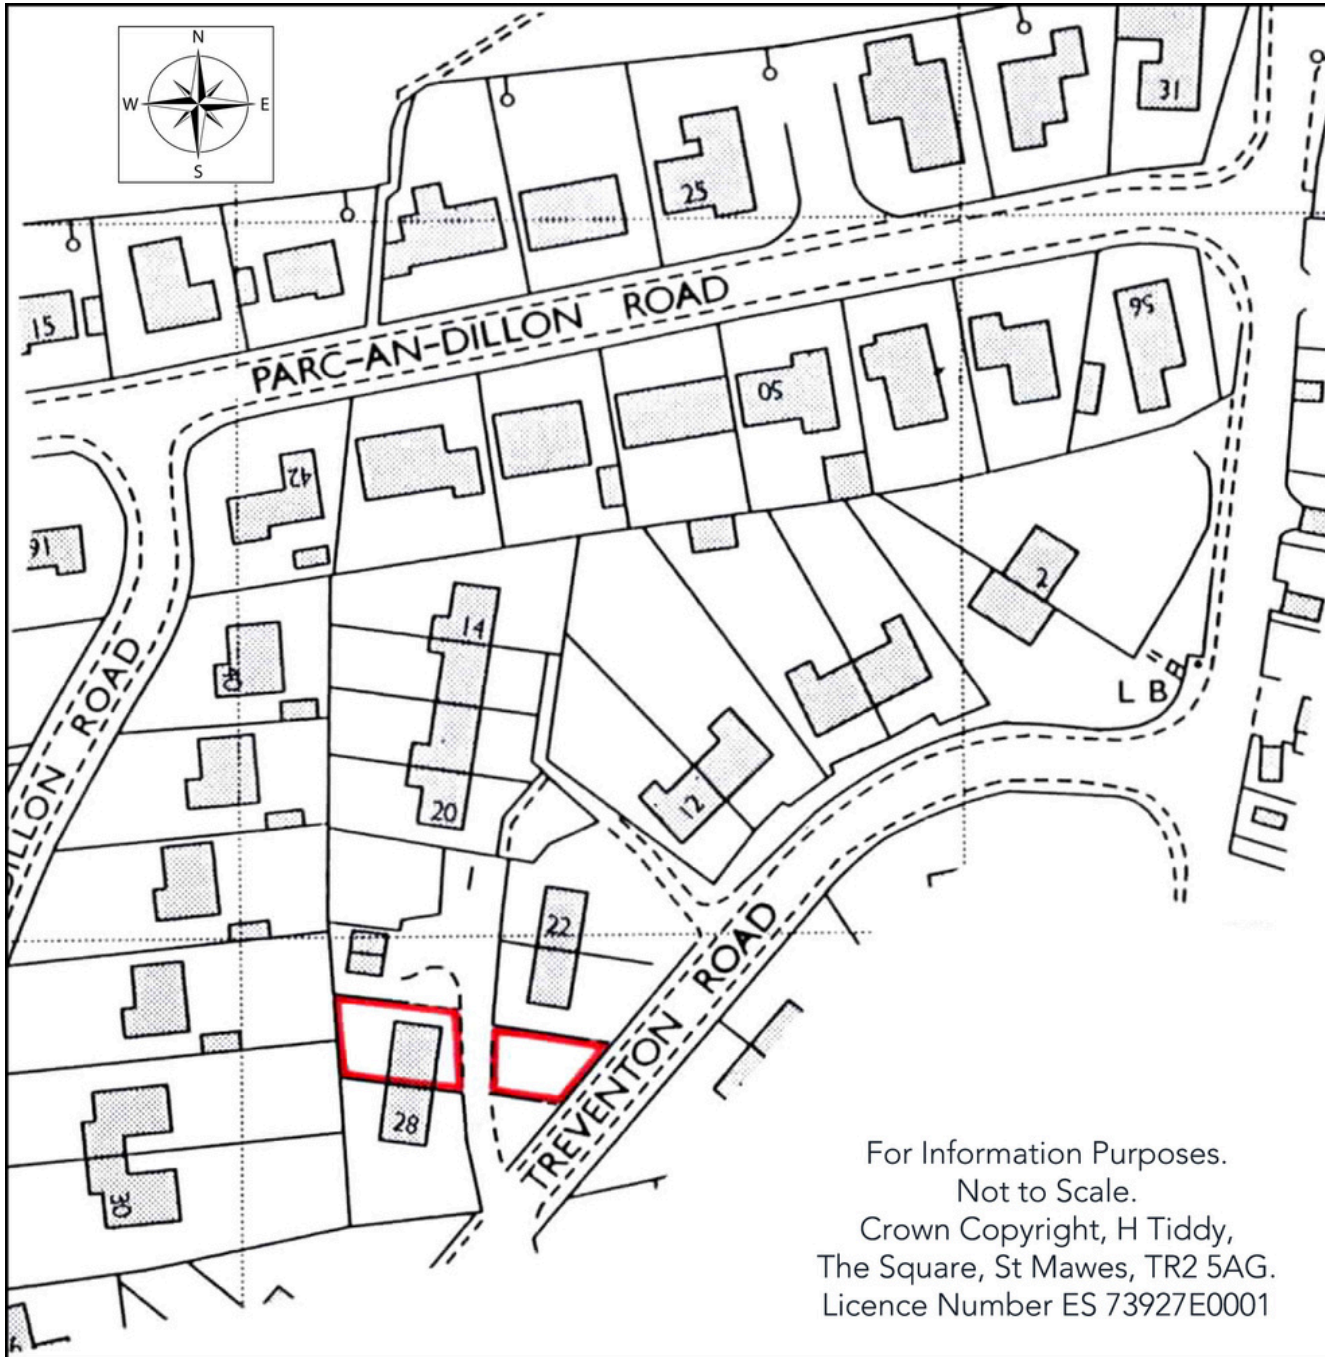 N
W E
S
31
25
15
PARC-AN-DILLON ROAD
56
50
42
16
2
14
40
DILLON ROAD
L B
12
20
22
TREVENTON ROAD
28
30
For Information Purposes.
Not to Scale.
Crown Copyright, H Tiddy,
The Square, St Mawes, TR2 5AG.
Licence Number ES 73927E0001